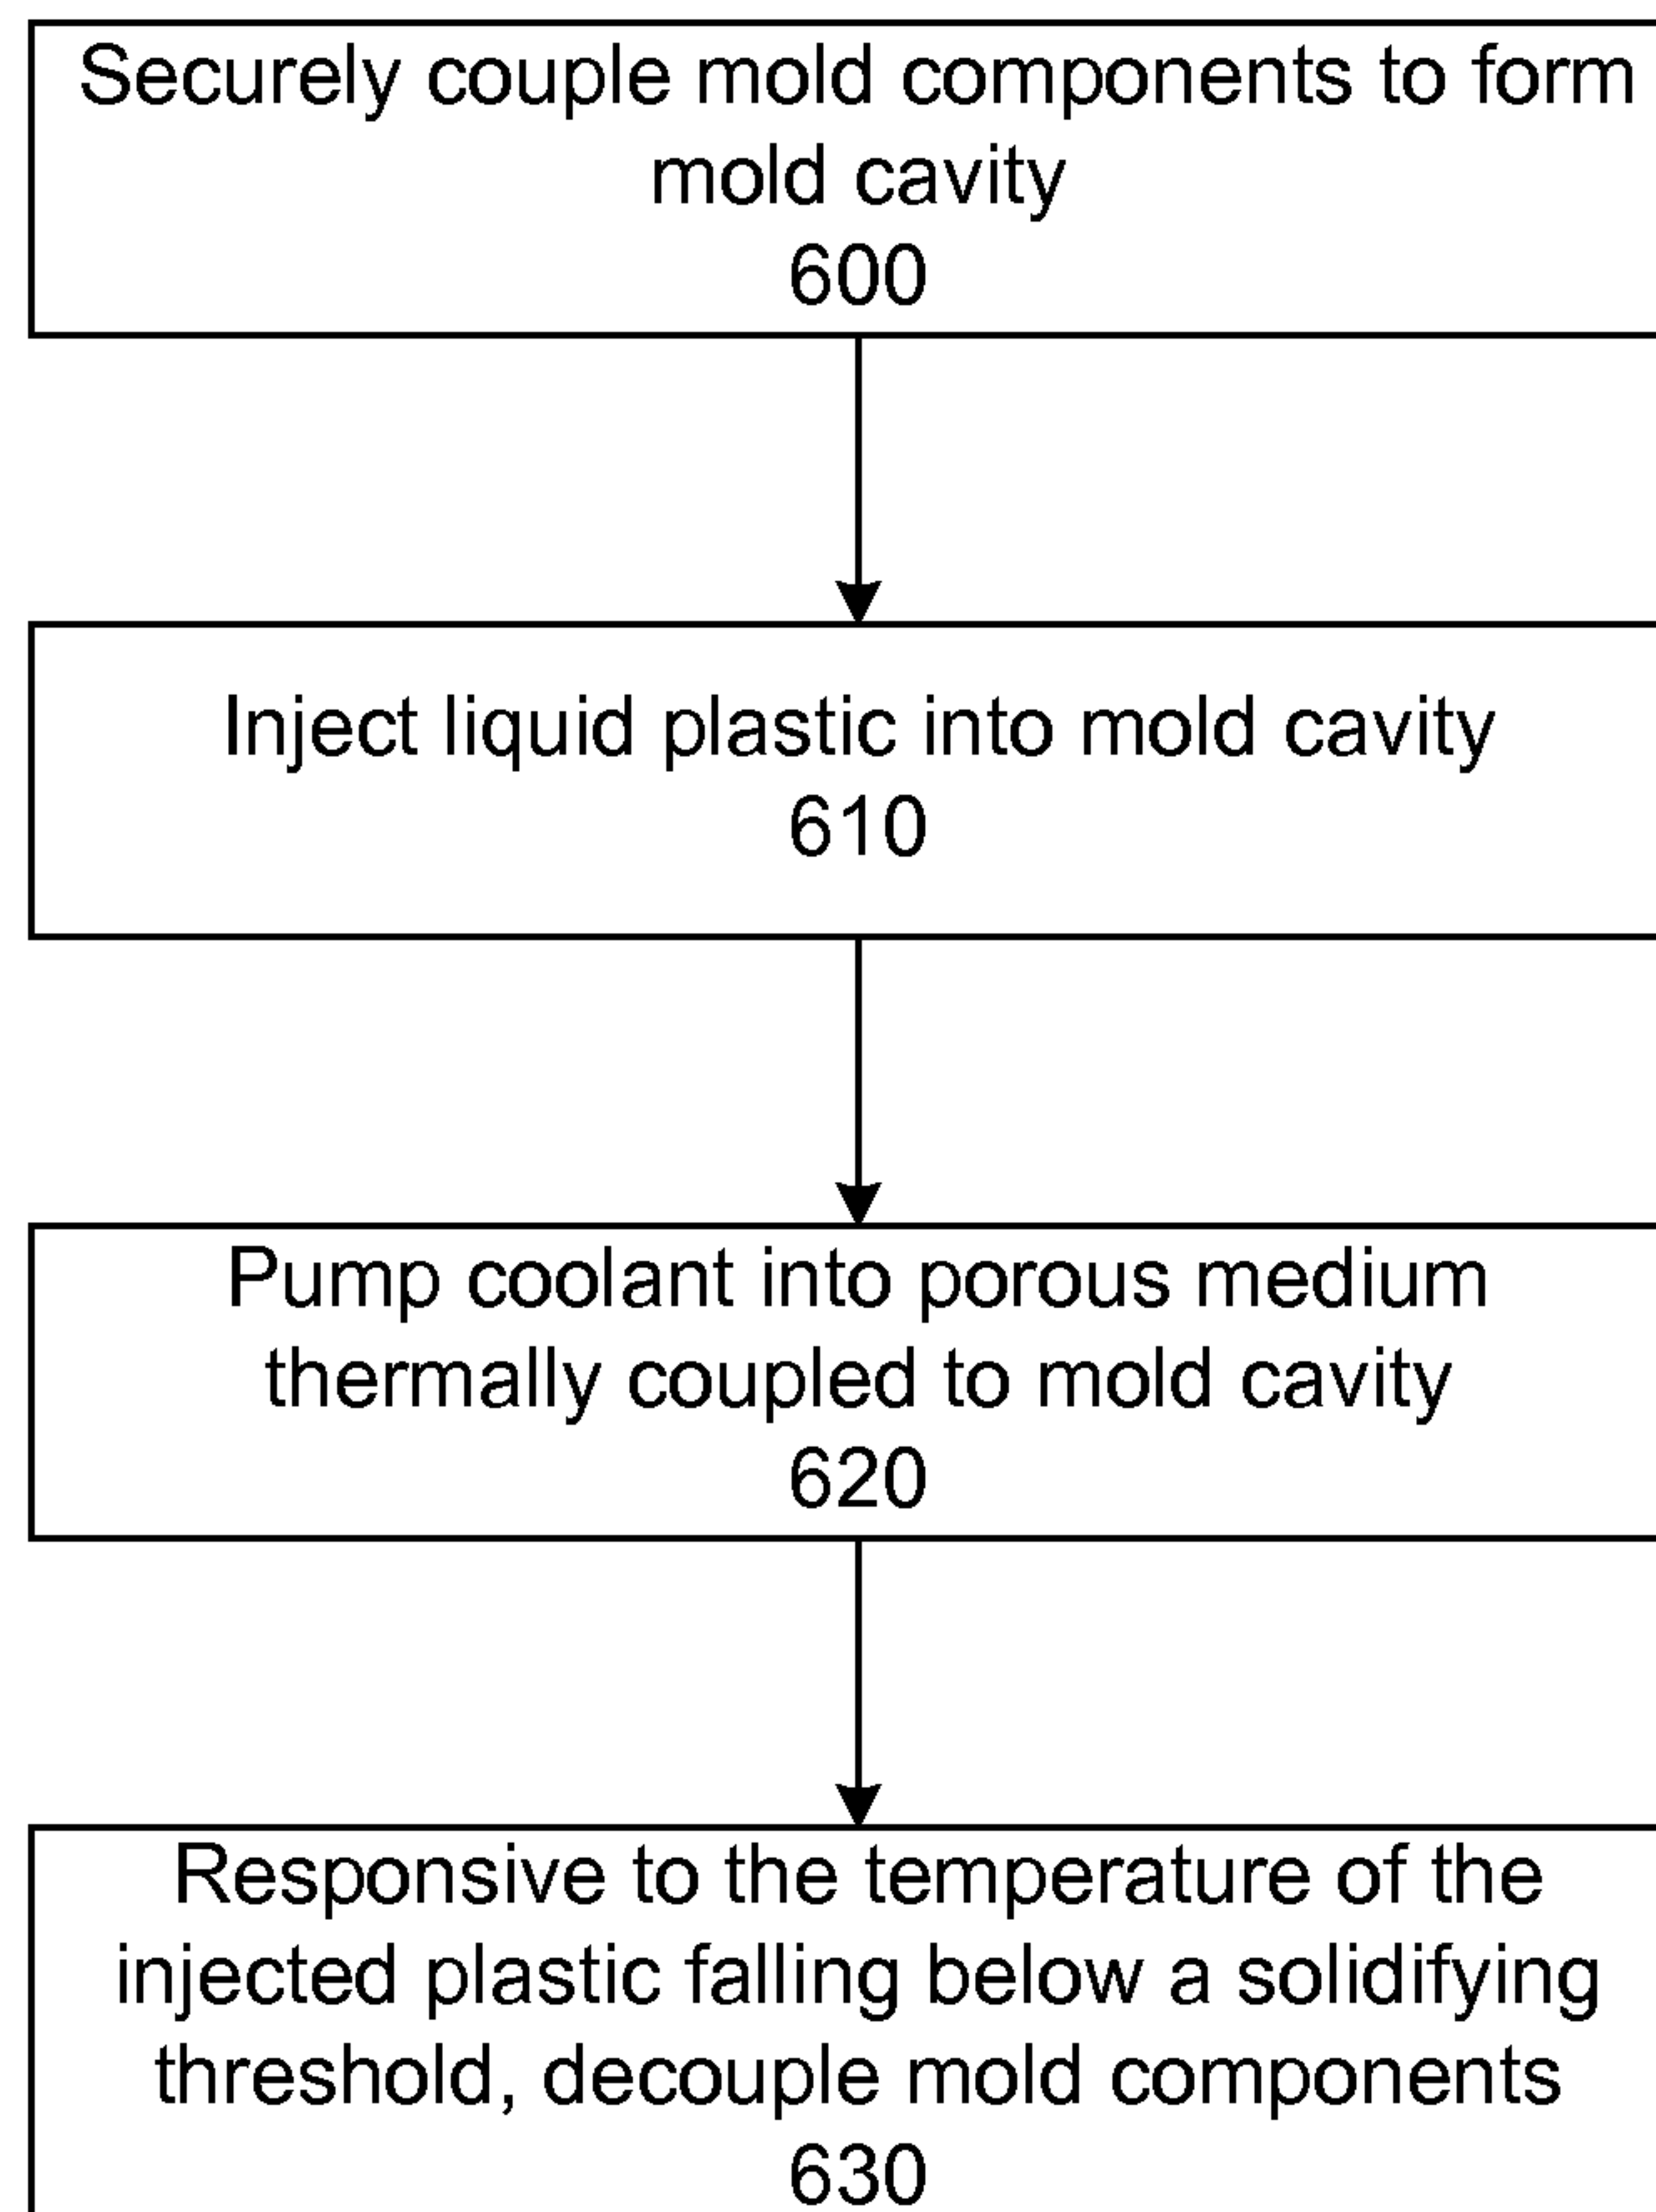 Securely couple mold components to form
mold cavity
600
Inject liquid plastic into mold cavity
610
Pump coolant into porous medium
thermally coupled to mold cavity
620
Responsive to the temperature of the
injected plastic falling below a solidifying
threshold, decouple mold components
630